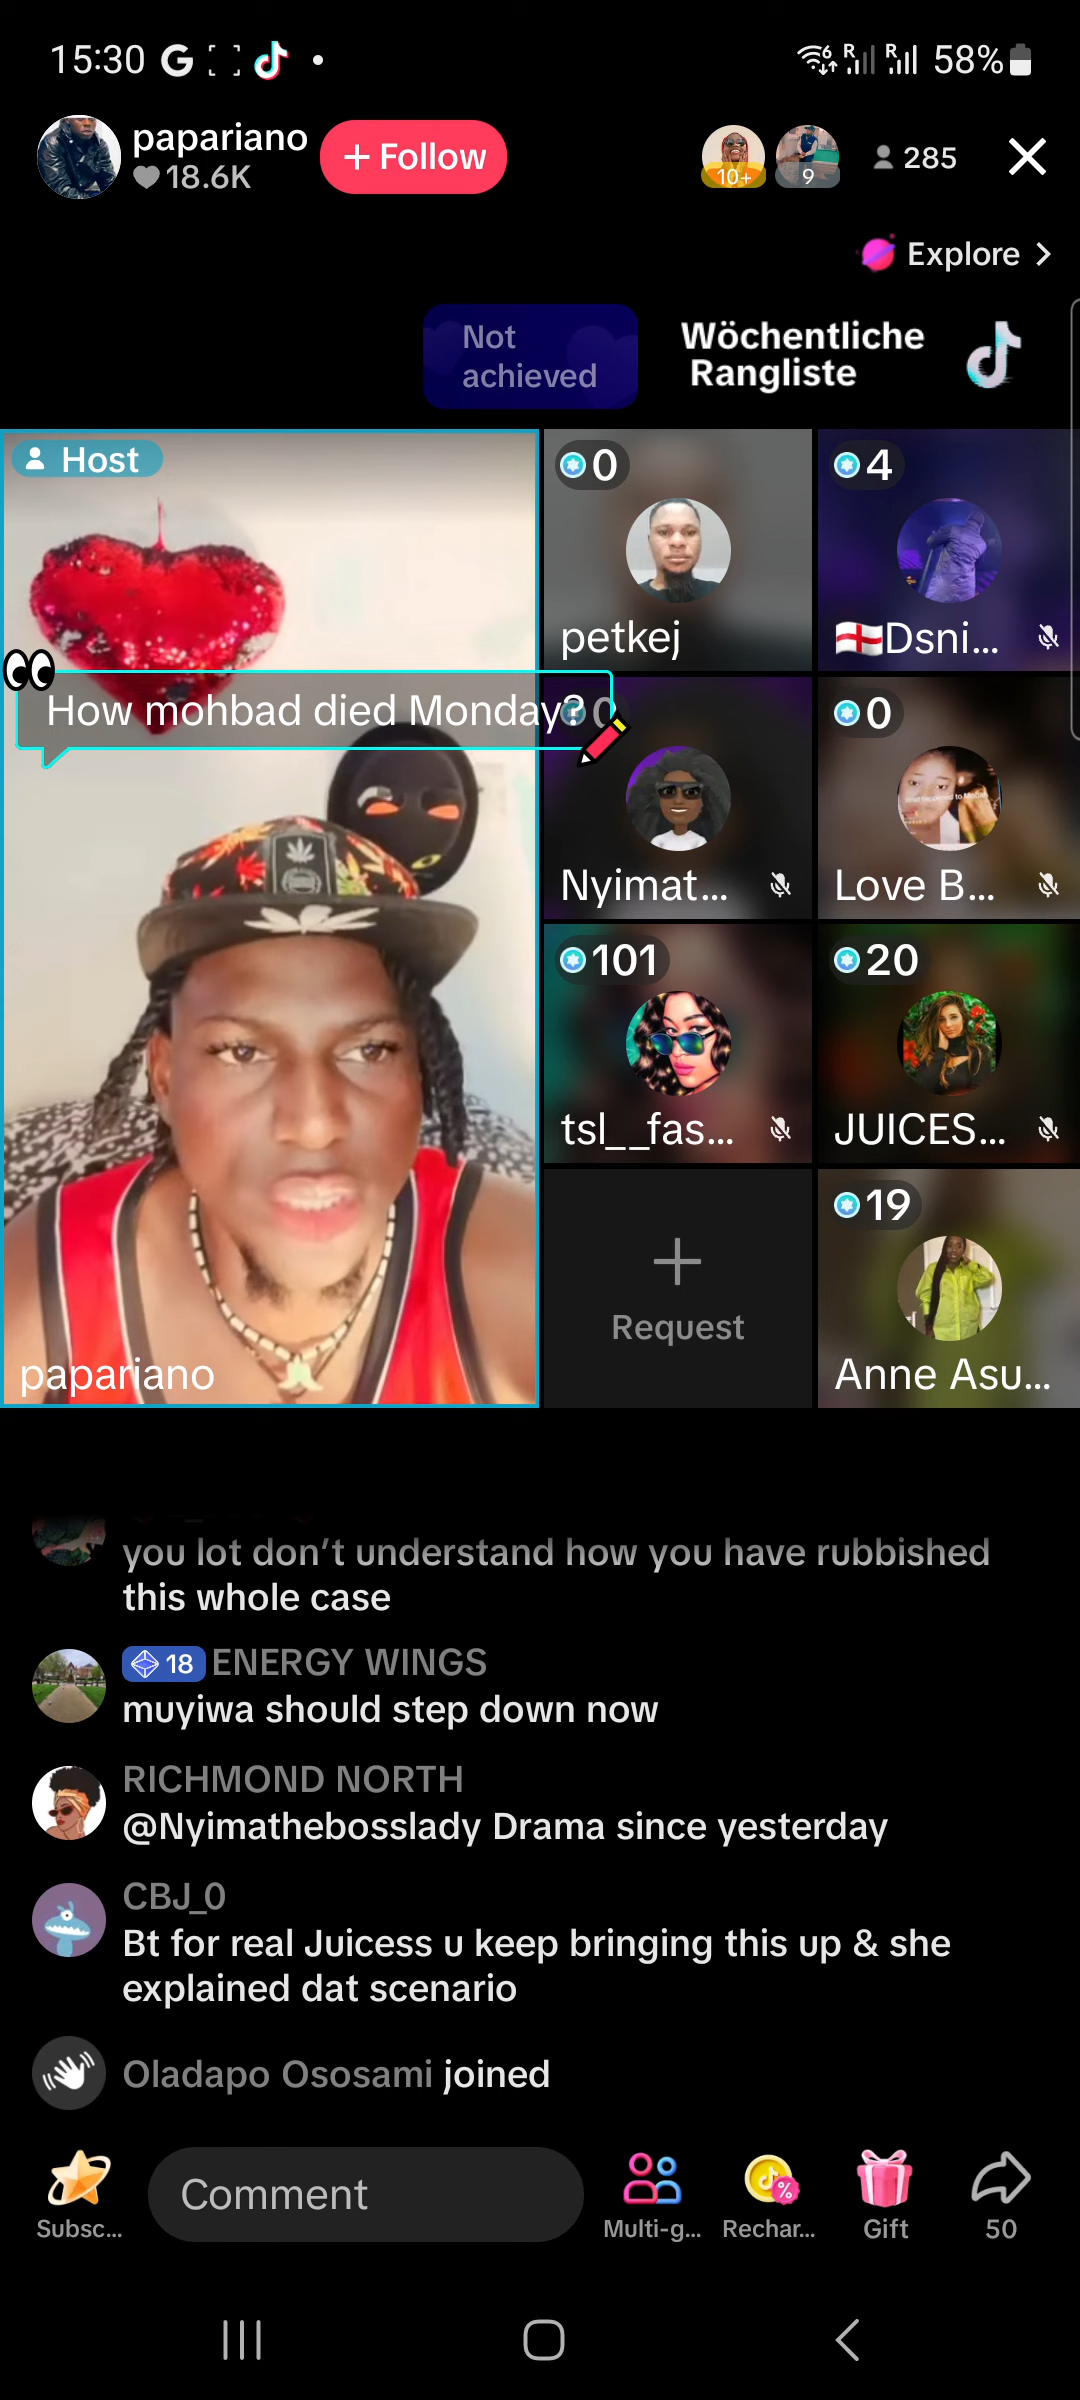 15:30
58%
papariano
18.6K
+ Follow
10+
9
285
Explore
Not
achieved
Wöchentliche
Rangliste
Host
0
4
petkej
Dsni...
How mohbad died Monday?
0
0
Nyimat...
Love B...
101
20
tsl__fas...
JUICES...
19
Request
papariano
Anne Asu...
you lot don’t understand how you have rubbished
this whole case
18 ENERGY WINGS
muyiwa should step down now
RICHMOND NORTH
@Nyimathebosslady Drama since yesterday
CBJ_0
Bt for real Juicess u keep bringing this up & she
explained dat scenario
Oladapo Ososami joined
Comment
Subsc...
Multi-g...
Rechar...
Gift
50